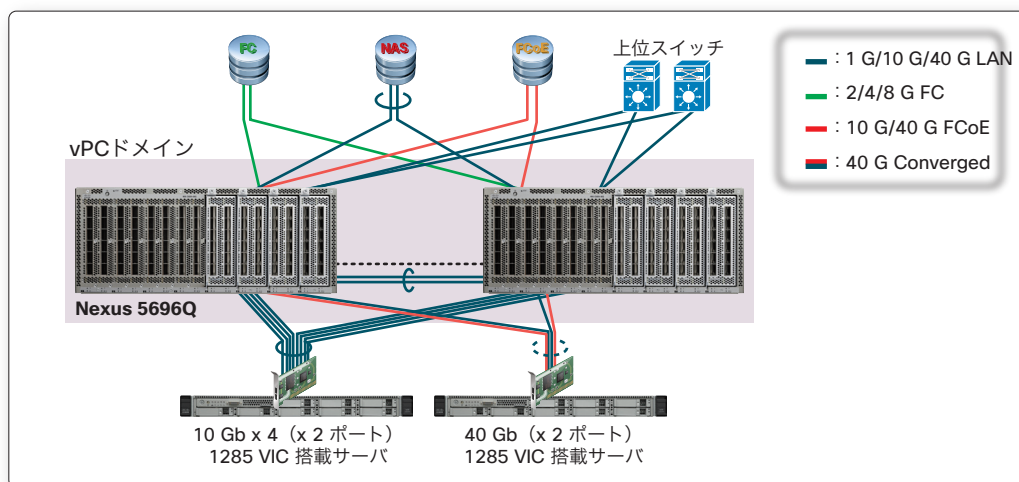 FC
NAS
FCoE
上位スイッチ
：1 G/10 G/40 G LAN
：2/4/8 G FC
：10 G/40 G FCoE
：40 G Converged
vPCドメイン
Nexus 5696Q
10 Gb x 4（x 2 ポート）
1285 VIC 搭載サーバ
40 Gb（x 2 ポート）
1285 VIC 搭載サーバ